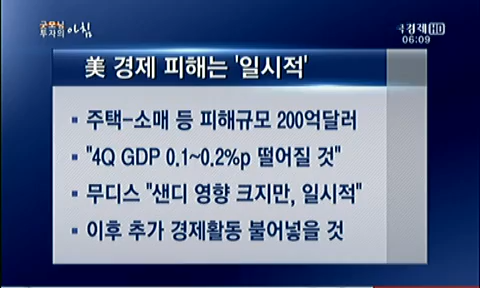 굿모닝
투자의 아침
국경제HD
06:09
美 경제 피해는 '일시적'
▪ 주택-소매 등 피해규모 200억달러
▪ "4Q GDP 0.1~0.2%p 떨어질 것"
▪ 무디스 "샌디 영향 크지만, 일시적"
▪ 이후 추가 경제활동 불어넣을 것